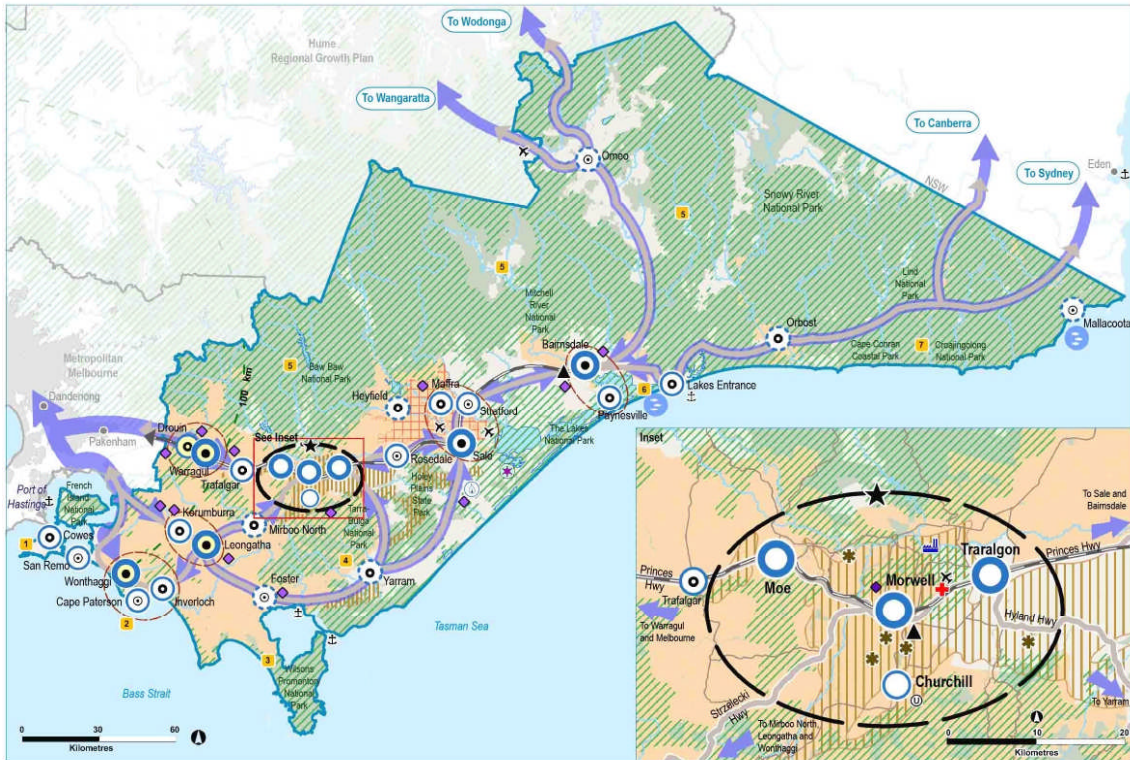 To Wodonga
Hume
Regional Growth Plan
To Wangaratta
To Canberra
Omeo
Eden
To Sydney
NSW
Snowy River
National Park
5
5
Lind
National
Park
Mitchell
River
National
Park
Mallacoota
Orbost
Bairnsdale
Cape Conran
Coastal Park
7
Croajingolong
National Park
Metropolitan
Melbourne
100 km
5
Baw Baw
National Park
6
Lakes Entrance
Dandenong
Maffra
Heyfield
Stratford
Paynesville
Pakenham
Drouin
See Inset
The Lakes
National Park
Sale
Warragul
Rosedale
Trafalgar
Holey
Plains
State
Park
Port of
Hastings
French
Island
National
Park
Korumburra
Mirboo North
Tarra-
Bulga
National
Park
Cowes
1
Leongatha
4
San Remo
Yarram
Wonthaggi
Foster
Cape Paterson
Inverloch
2
Tasman Sea
3
Wilsons
Promontory
National
Park
Bass Strait
0
30
60
Kilometres
Inset
To Sale and
Bairnsdale
Traralgon
Princes Hwy
Princes
Hwy
Moe
Morwell
Trafalgar
Hyland Hwy
To Warragul
and Melbourne
Churchill
U
To Yarram
Strzelecki
Hwy
To Mirboo North,
Leongatha and
Wonthaggi
0
10
20
Kilometres